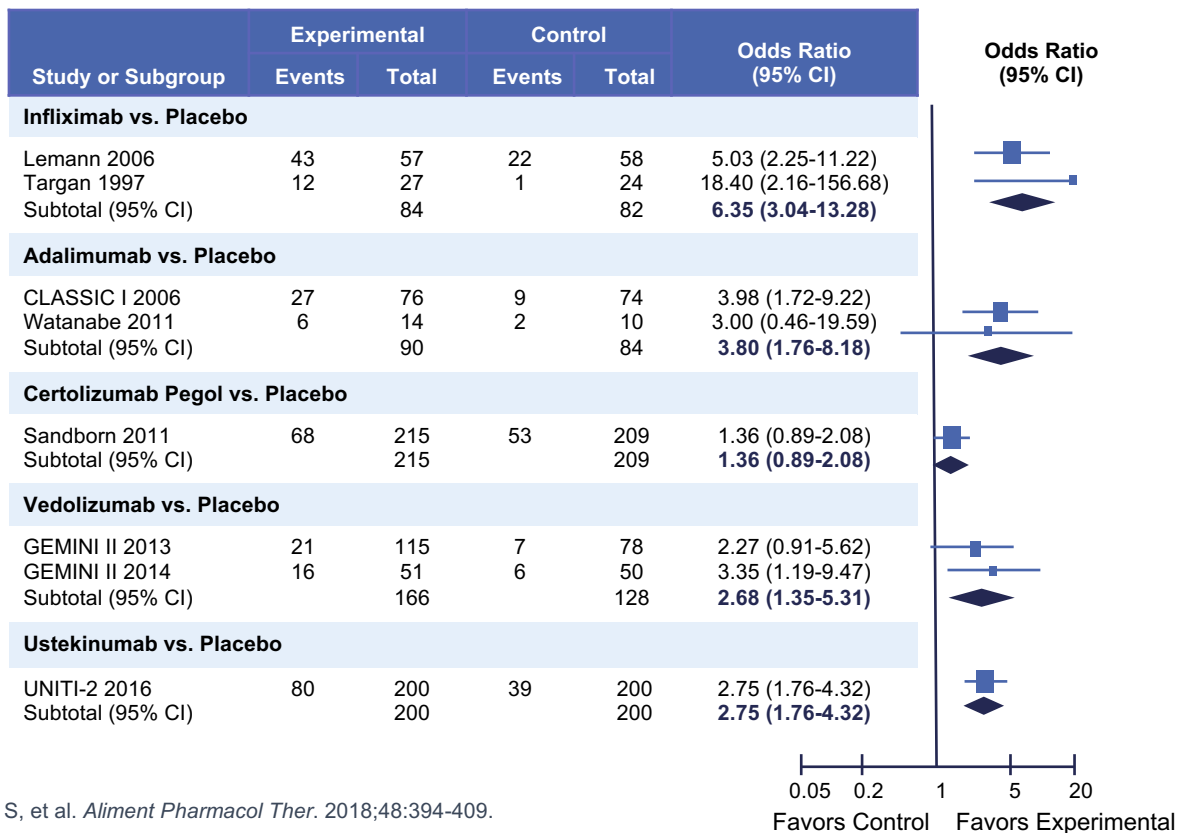 Study or Subgroup Experimental Control Odds Ratio (95% CI) Odds Ratio (95% CI)
Events Total Events Total
Infliximab vs. Placebo
Lemann 2006 43 57 22 58 5.03 (2.25-11.22)
Targan 1997 12 27 1 24 18.40 (2.16-156.68)
Subtotal (95% CI) 84 82 6.35 (3.04-13.28)
Adalimumab vs. Placebo
CLASSIC I 2006 27 76 9 74 3.98 (1.72-9.22)
Watanabe 2011 6 14 2 10 3.00 (0.46-19.59)
Subtotal (95% CI) 90 84 3.80 (1.76-8.18)
Certolizumab Pegol vs. Placebo
Sandborn 2011 68 215 53 209 1.36 (0.89-2.08)
Subtotal (95% CI) 215 209 1.36 (0.89-2.08)
Vedolizumab vs. Placebo
GEMINI II 2013 21 115 7 78 2.27 (0.91-5.62)
GEMINI II 2014 16 51 6 50 3.35 (1.19-9.47)
Subtotal (95% CI) 166 128 2.68 (1.35-5.31)
Ustekinumab vs. Placebo
UNITI-2 2016 80 200 39 200 2.75 (1.76-4.32)
Subtotal (95% CI) 200 200 2.75 (1.76-4.32)
0.05 0.2 1 5 20
Favors Control Favors Experimental
S, et al. Aliment Pharmacol Ther. 2018;48:394-409.